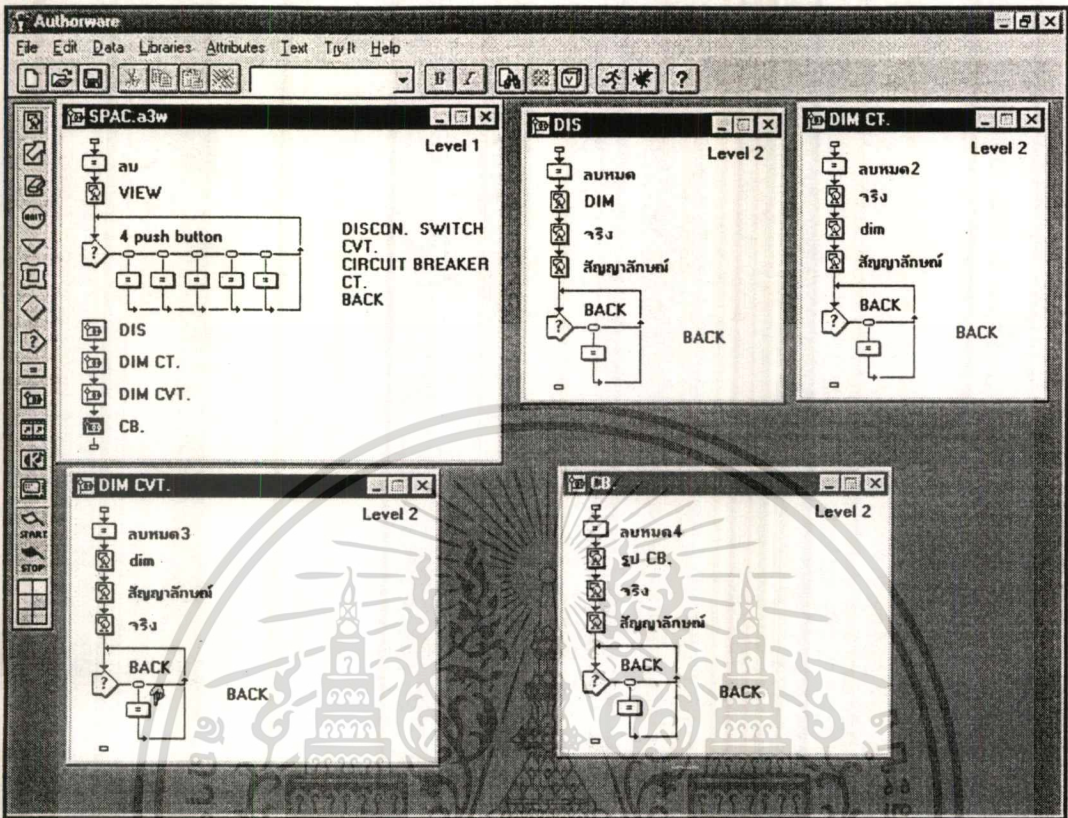 Authorware
File Edit Data Libraries Attributes Text Try It Help
B I ?
SPAC.a3w
Level 1
ลบ
VIEW
4 push button
DISCON. SWITCH
CVT.
CIRCUIT BREAKER
CT.
BACK
DIS
DIM CT.
DIM CVT.
CB.
DIS
Level 2
ลบหมด
DIM
จริง
สัญญาลักษณ์
BACK
BACK
DIM CT.
Level 2
ลบหมด2
จริง
dim
สัญญาลักษณ์
BACK
BACK
WAIT
START
STOP
DIM CVT.
Level 2
ลบหมด3
dim
สัญญาลักษณ์
จริง
BACK
BACK
CB.
Level 2
ลบหมด4
รูป CB.
จริง
สัญญาลักษณ์
BACK
BACK